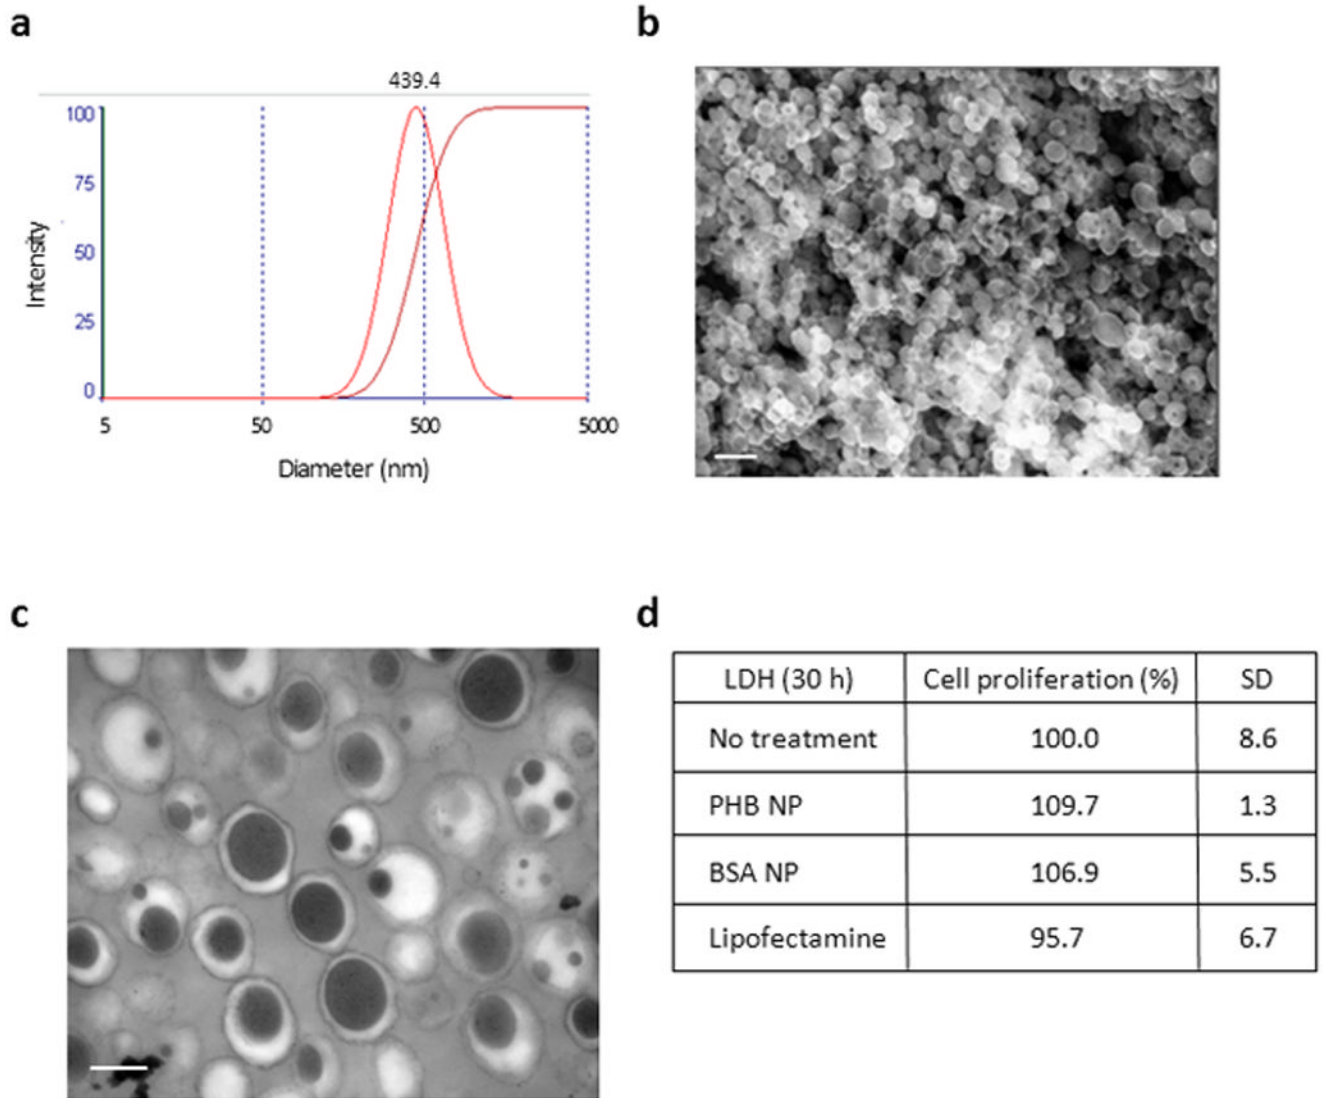 a
439.4
100
75
50
25
0
Intensity
5 50 500 5000
Diameter (nm)
b
c
d
LDH (30 h) Cell proliferation (%) SD
No treatment 100.0 8.6
PHB NP 109.7 1.3
BSA NP 106.9 5.5
Lipofectamine 95.7 6.7